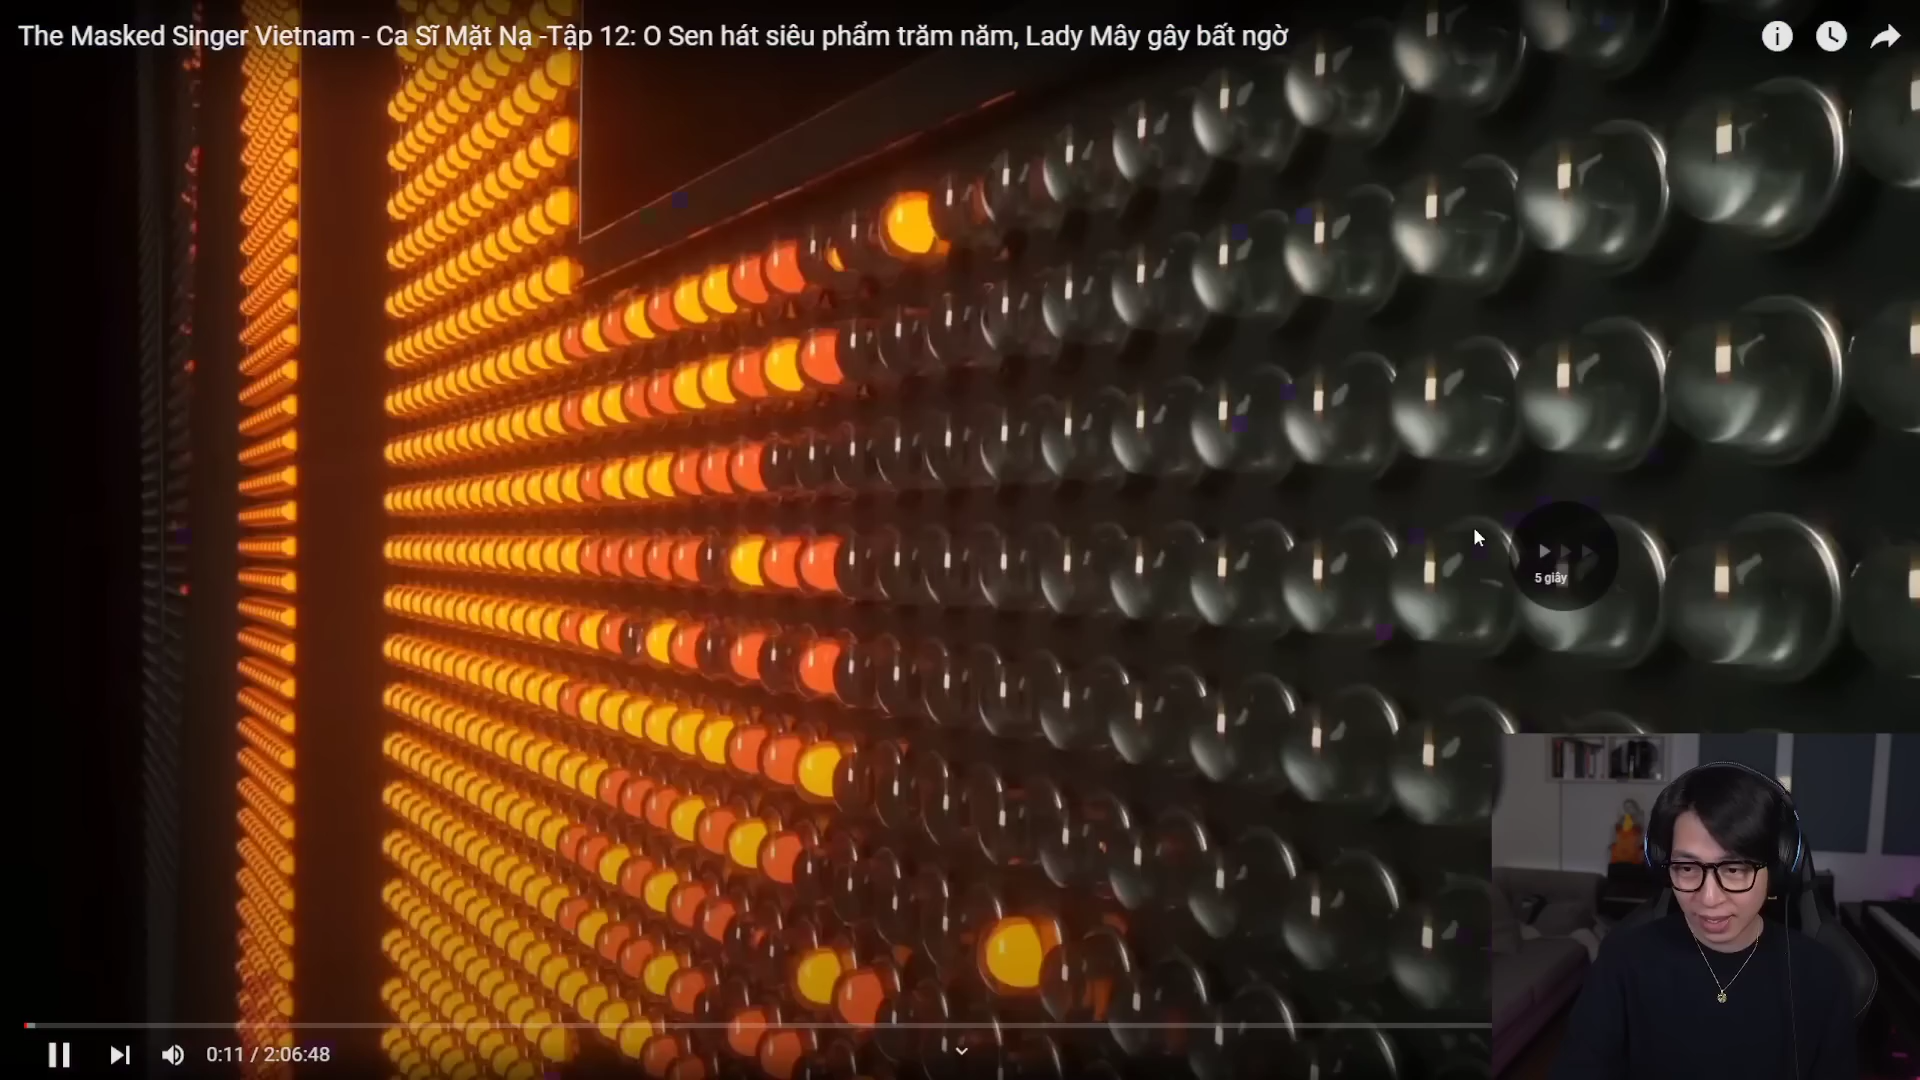 The Masked Singer Vietnam - Ca Sĩ Mặt Nạ -Tập 12: O Sen hát siêu phẩm trăm năm, Lady Mây gây bất ngờ
5 giây
0:11 / 2:06:48